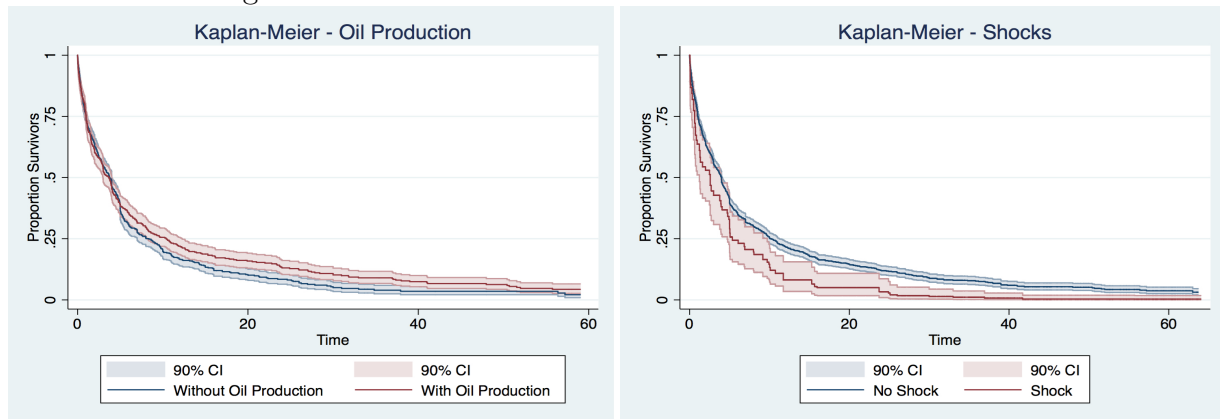 Kaplan-Meier - Oil Production
Proportion Survivors
1
.75
.5
.25
0
0 20 40 60
Time
90% CI 90% CI
Without Oil Production With Oil Production
Kaplan-Meier - Shocks
Proportion Survivors
1
.75
.5
.25
0
0 20 40 60
Time
90% CI 90% CI
No Shock Shock